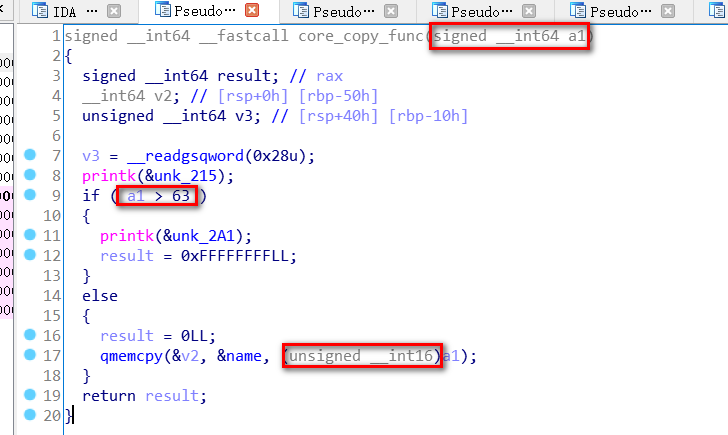 IDA ⋯ Pseudo⋯ Pseudo⋯ Pseudo⋯ Pseudo⋯
1 signed __int64 __fastcall core_copy_func(signed __int64 a1)
2 {
3 signed __int64 result; // rax
4 __int64 v2; // [rsp+0h] [rbp-50h]
5 unsigned __int64 v3; // [rsp+40h] [rbp-10h]
6
7 v3 = __readgsqword(0x28u);
8 printk(&unk_215);
9 if ( a1 > 63 )
10 {
11 printk(&unk_2A1);
12 result = 0xFFFFFFFFLL;
13 }
14 else
15 {
16 result = 0LL;
17 qmemcpy(&v2, &name, (unsigned __int16)a1);
18 }
19 return result;
20 }